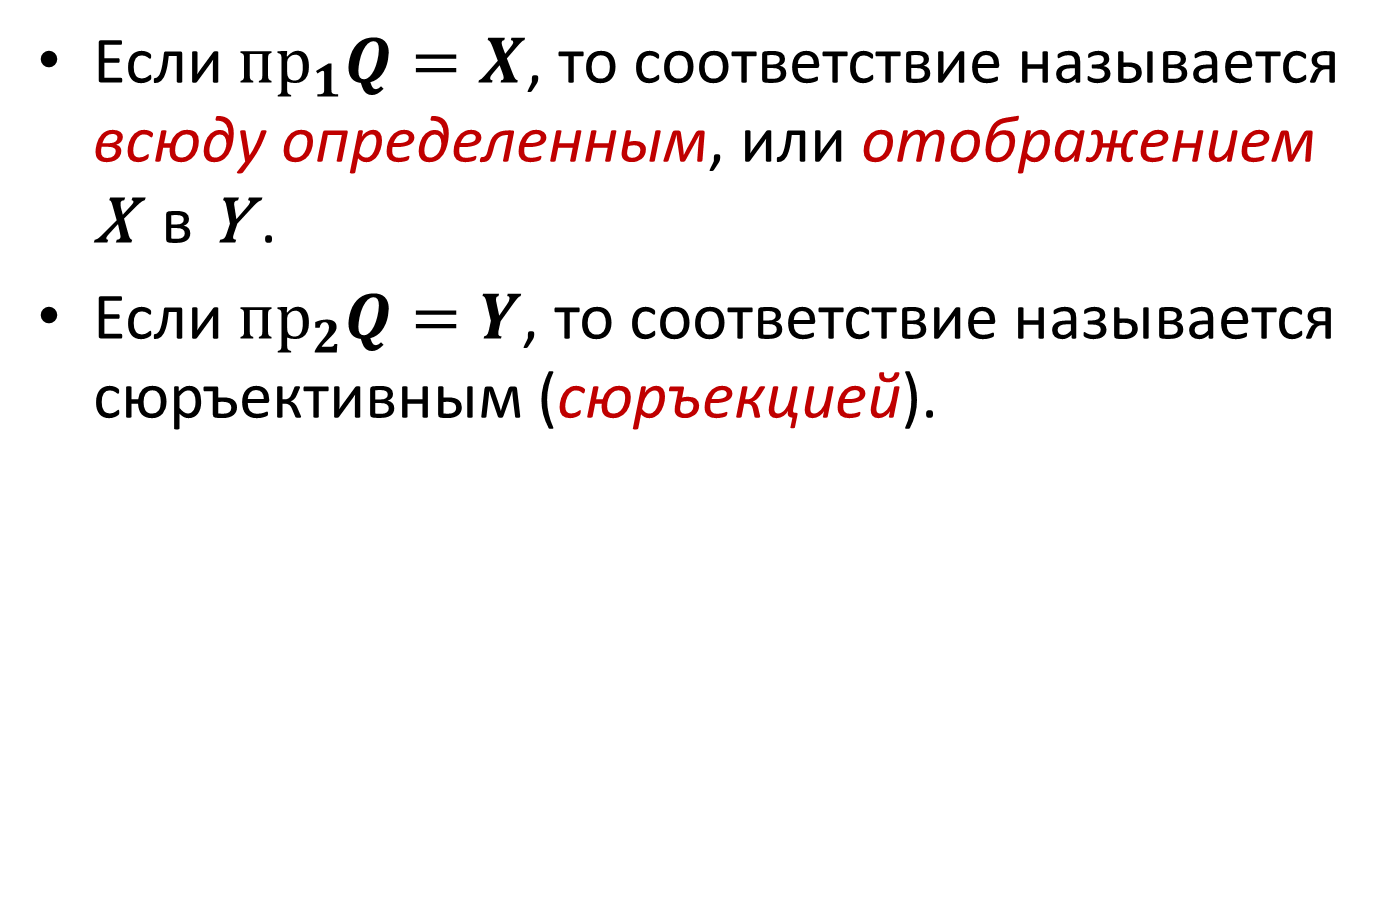 • Если пр₁Q = X, то соответствие называется
всюду определенным, или отображением
X в Y.
• Если пр₂Q = Y, то соответствие называется
сюръективным (сюръекцией).